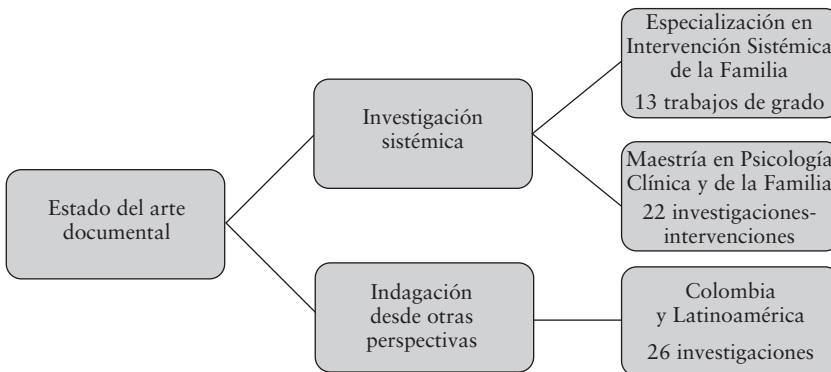 Estado del arte
documental
Investigación
sistémica
Indagación
desde otras
perspectivas
Especialización en
Intervención Sistémica
de la Familia
13 trabajos de grado
Maestría en Psicología
Clínica y de la Familia
22 investigaciones-
intervenciones
Colombia
y Latinoamérica
26 investigaciones